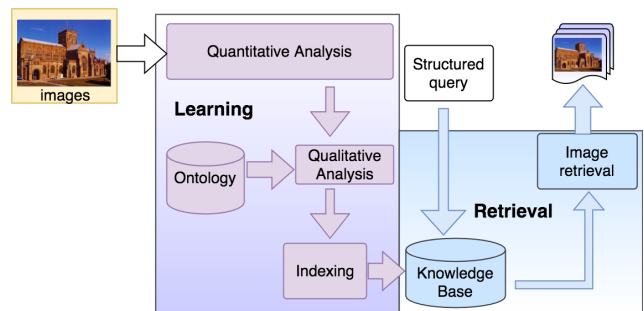 images
Quantitative Analysis
Learning
Ontology
Qualitative
Analysis
Indexing
Structured
query
Retrieval
Knowledge
Base
Image
retrieval